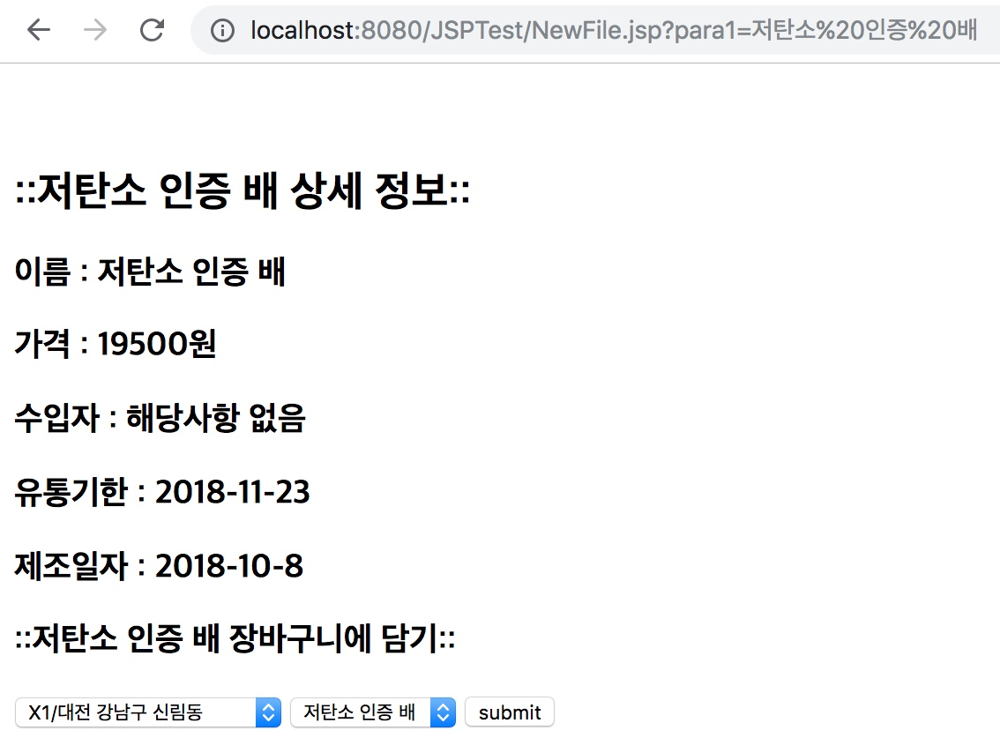 localhost:8080/JSPTest/NewFile.jsp?para1=저탄소%20인증%20배
::저탄소 인증 배 상세 정보::
이름 : 저탄소 인증 배
가격 : 19500원
수입자 : 해당사항 없음
유통기한 : 2018-11-23
제조일자 : 2018-10-8
::저탄소 인증 배 장바구니에 담기::
X1/대전 강남구 신림동 저탄소 인증 배 submit